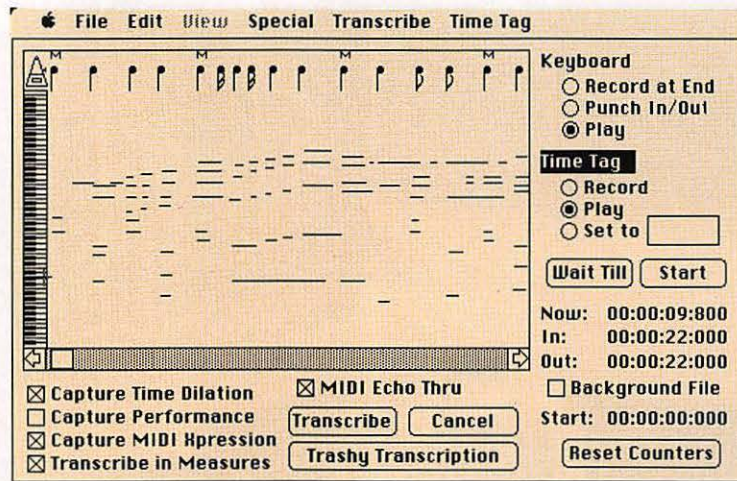 File Edit View Special Transcribe Time Tag
M M M M
Keyboard
Record at End
Punch In/Out
Play
Time Tag
Record
Play
Set to
Wait Till Start
Now: 00:00:09:800
In: 00:00:22:000
Out: 00:00:22:000
Background File
Start: 00:00:00:000
Reset Counters
Capture Time Dilation
Capture Performance
Capture MIDI Xpression
Transcribe in Measures
MIDI Echo Thru
Transcribe Cancel
Trashy Transcription